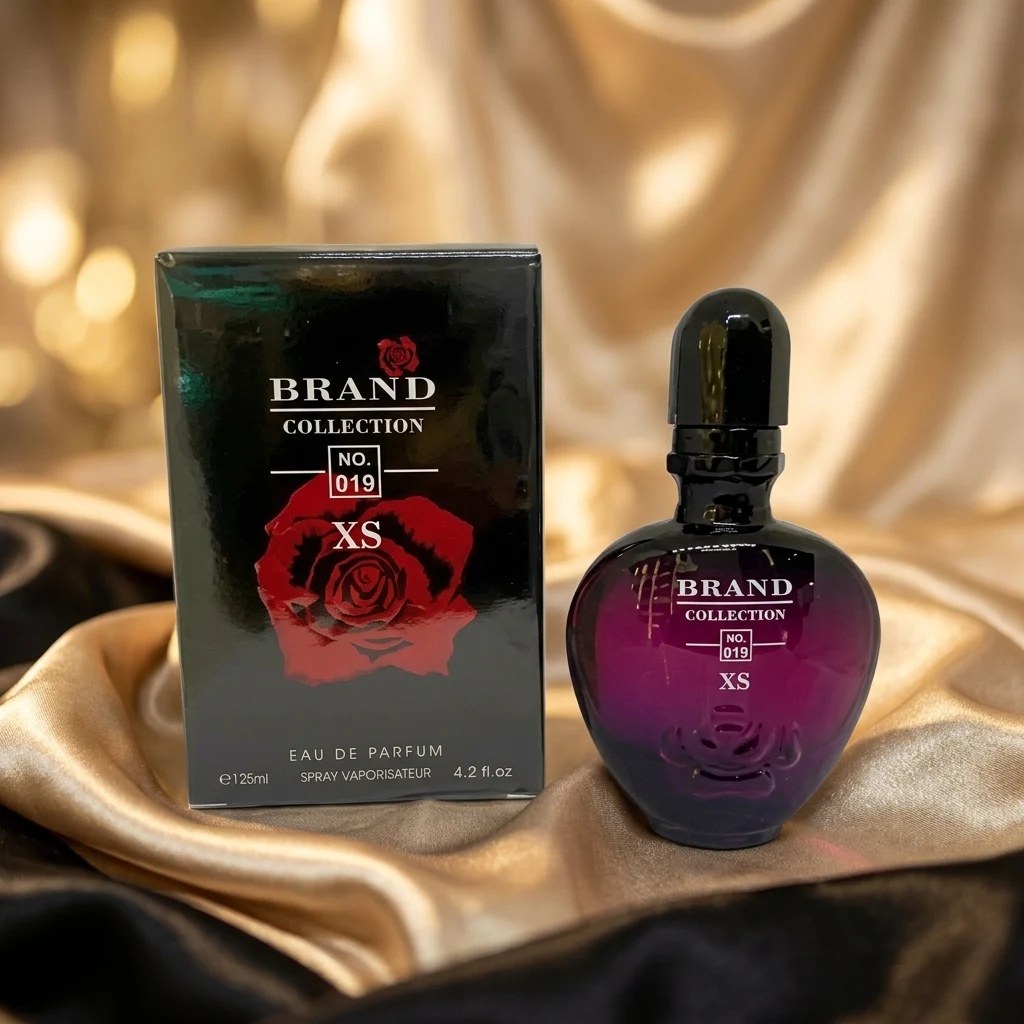 BRAND
COLLECTION
NO.
019
XS
EAU DE PARFUM
℮125ml SPRAY VAPORISATEUR 4.2 fl.oz
BRAND
COLLECTION
NO.
019
XS